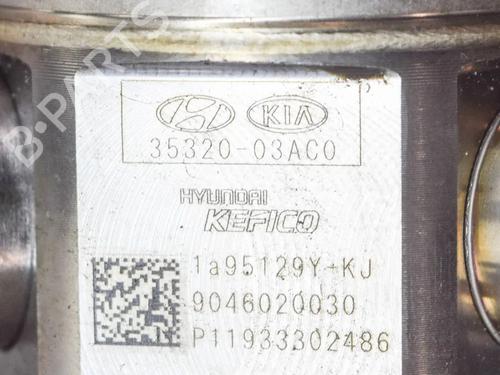 KIA
35320-03AC0
HYUNDAI
KEFICO
1a95129Y-KJ
9046020030
P11933302486
B-PARTS